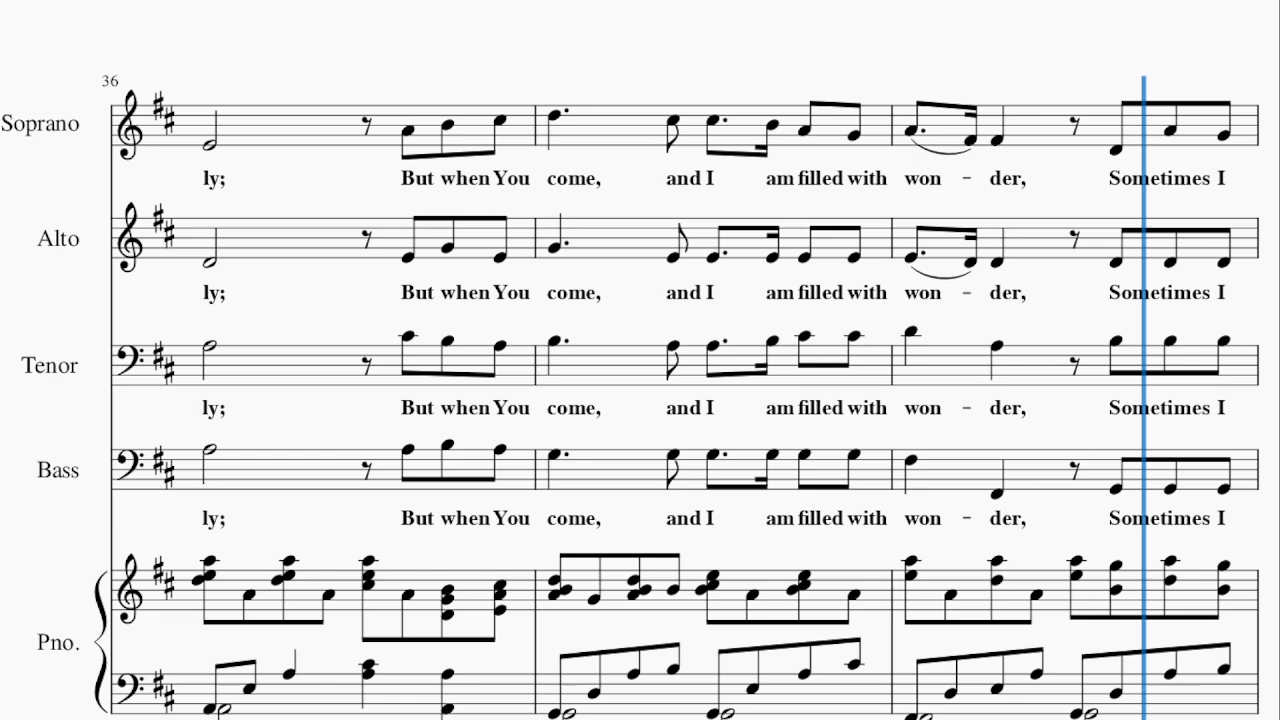 36
Soprano
ly; But when You come, and I am filled with won - der, Sometimes I
Alto
ly; But when You come, and I am filled with won - der, Sometimes I
Tenor
ly; But when You come, and I am filled with won - der, Sometimes I
Bass
ly; But when You come, and I am filled with won - der, Sometimes I
Pno.